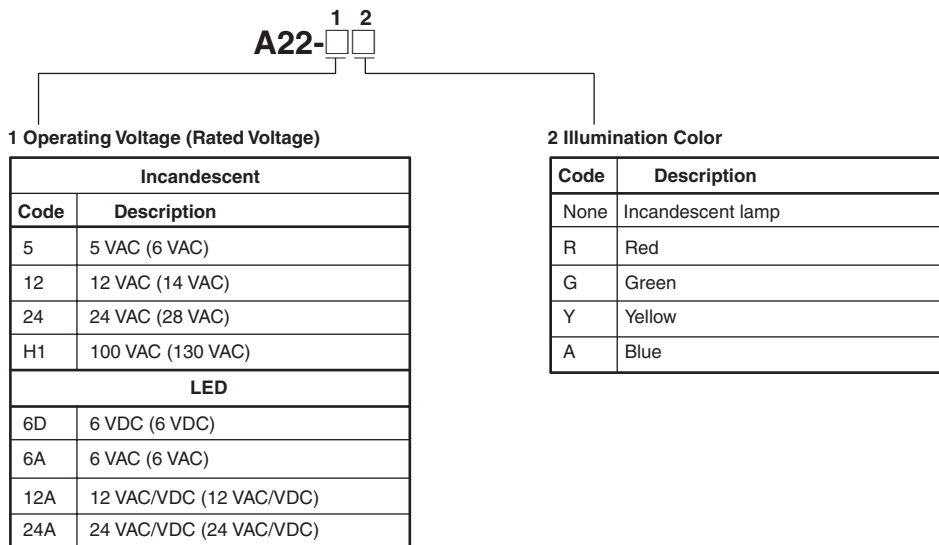 1 2
A22-□□
1 Operating Voltage (Rated Voltage)
Incandescent
Code Description
5 5 VAC (6 VAC)
12 12 VAC (14 VAC)
24 24 VAC (28 VAC)
H1 100 VAC (130 VAC)
LED
6D 6 VDC (6 VDC)
6A 6 VAC (6 VAC)
12A 12 VAC/VDC (12 VAC/VDC)
24A 24 VAC/VDC (24 VAC/VDC)
2 Illumination Color
Code Description
None Incandescent lamp
R Red
G Green
Y Yellow
A Blue